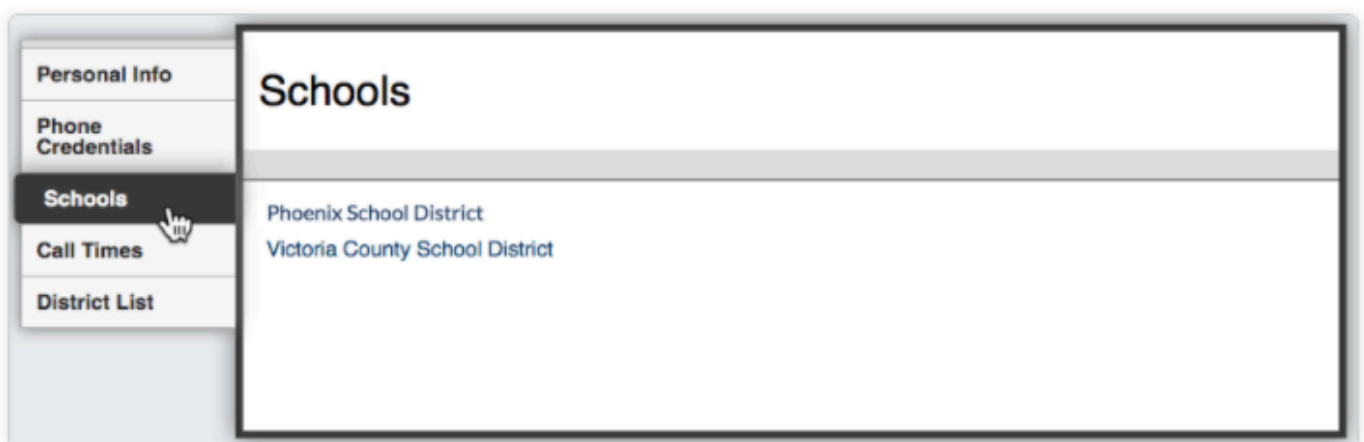 Personal Info
Phone
Credentials
Schools
Call Times
District List
Schools
Phoenix School District
Victoria County School District